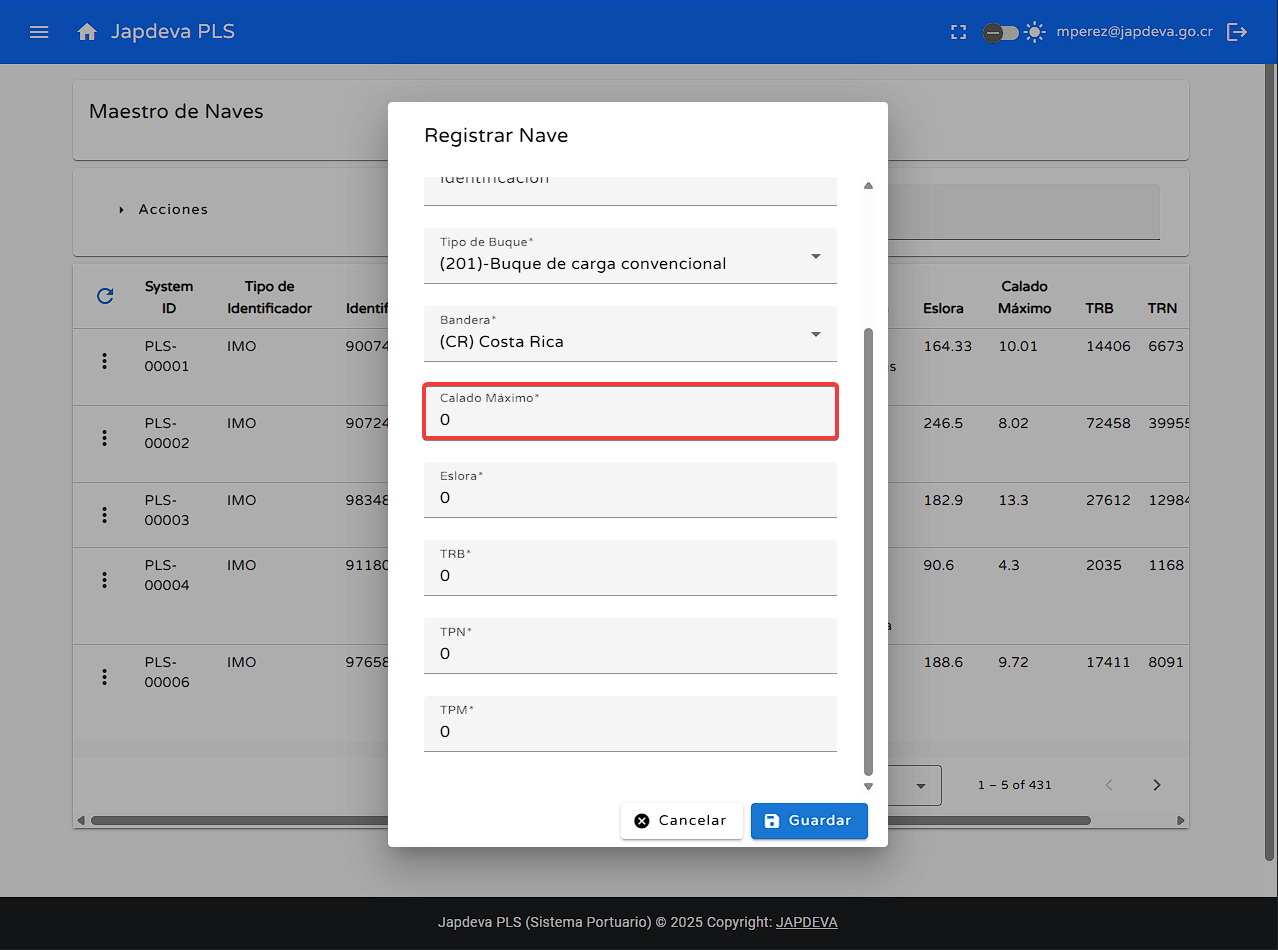 Japdeva PLS
mperez@japdeva.go.cr
Maestro de Naves
Acciones
System ID
Tipo de Identificador
Eslora
Calado Máximo
TRB
TRN
PLS-00001
IMO
90074
164.33
10.01
14406
6673
PLS-00002
IMO
90724
246.5
8.02
72458
39955
PLS-00003
IMO
98348
182.9
13.3
27612
12984
PLS-00004
IMO
91180
90.6
4.3
2035
1168
PLS-00006
IMO
97658
188.6
9.72
17411
8091
1 – 5 of 431
Registrar Nave
Identificación
Tipo de Buque*
(201)-Buque de carga convencional
Bandera*
(CR) Costa Rica
Calado Máximo*
0
Eslora*
0
TRB*
0
TPN*
0
TPM*
0
Cancelar
Guardar
Japdeva PLS (Sistema Portuario) © 2025 Copyright: JAPDEVA